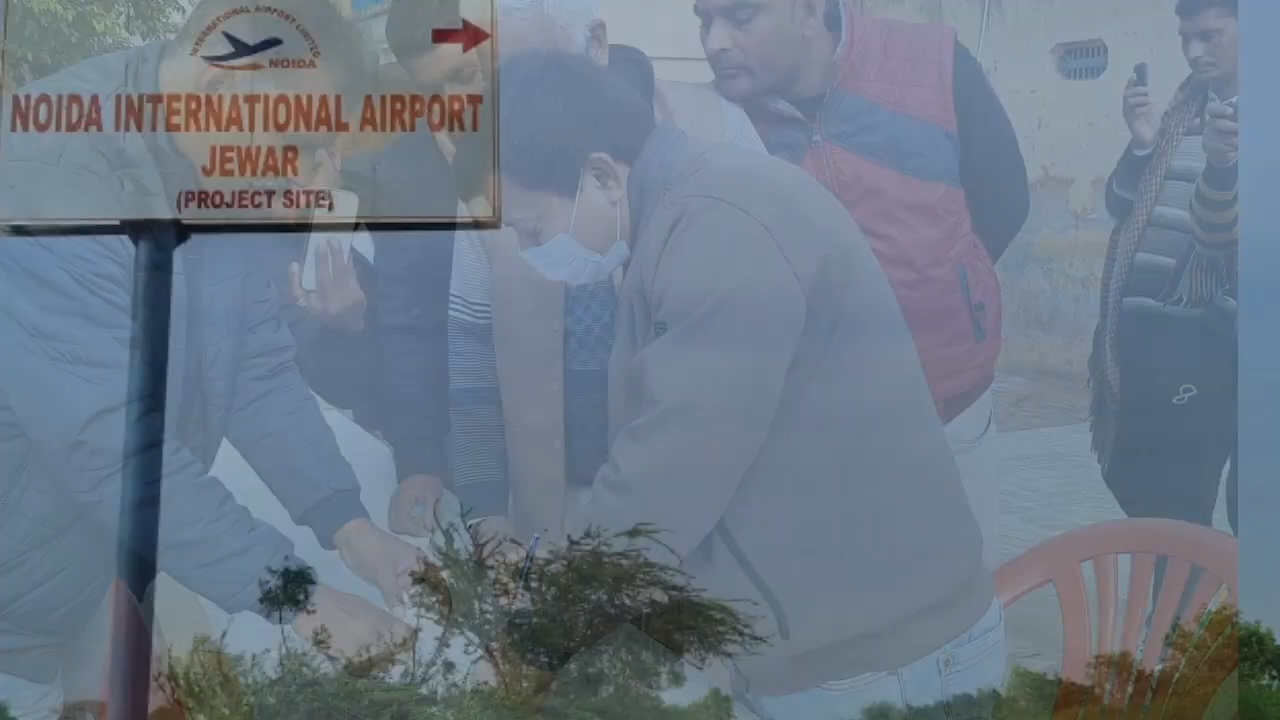 INTERNATIONAL AIRPORT LIMITED
NOIDA
NOIDA INTERNATIONAL AIRPORT
JEWAR
(PROJECT SITE)